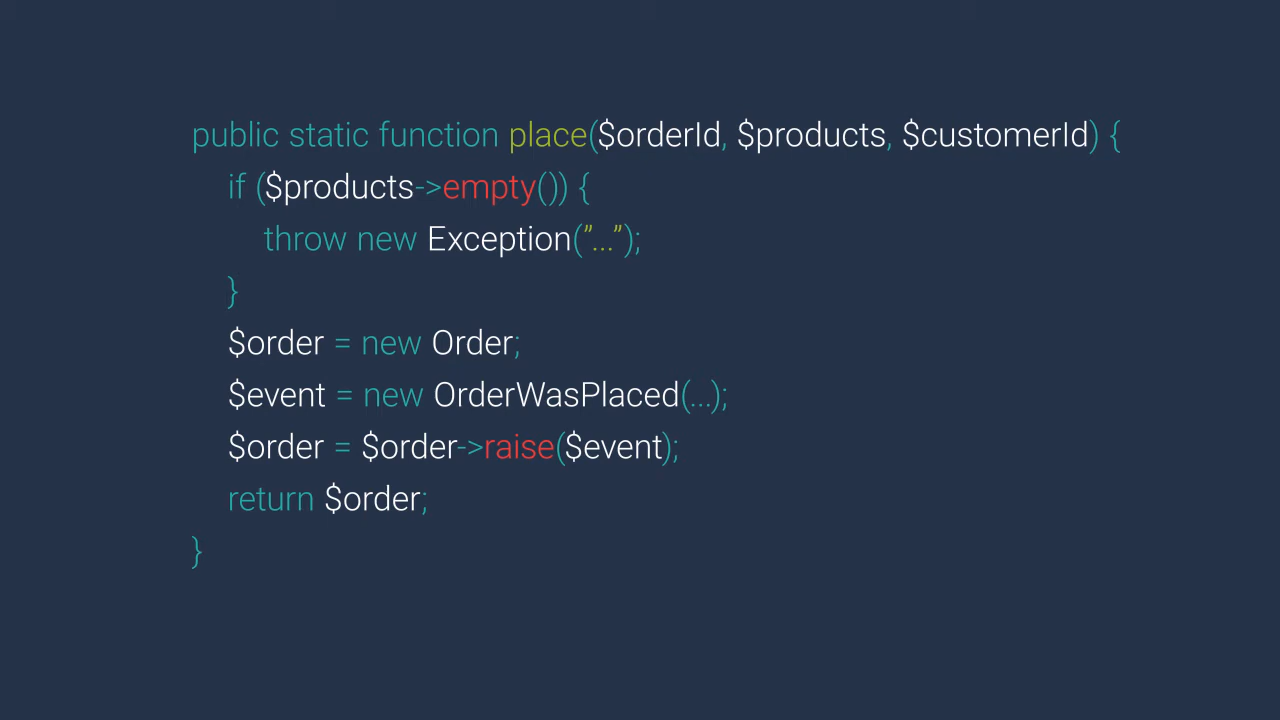 public static function place($orderId, $products, $customerId) {
if ($products->empty()) {
throw new Exception(”...”);
}
$order = new Order;
$event = new OrderWasPlaced(...);
$order = $order->raise($event);
return $order;
}